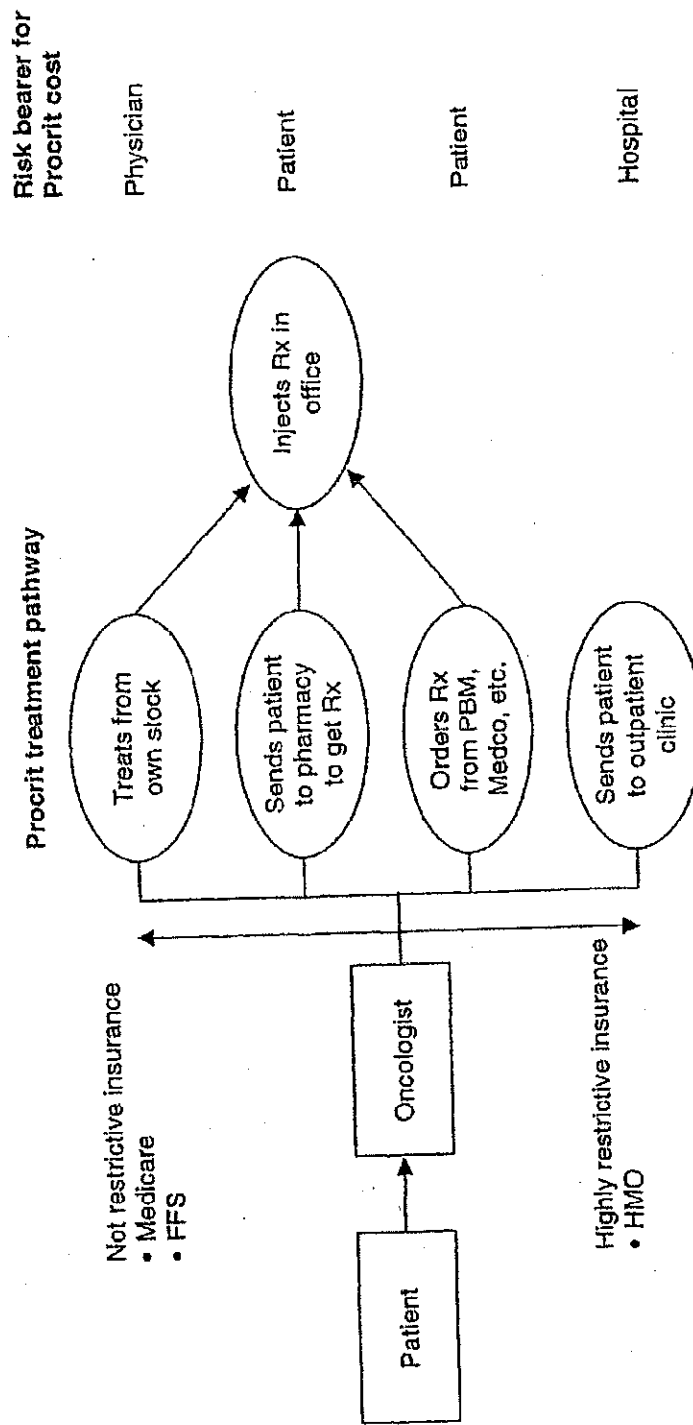 Procrit treatment pathway
Risk bearer for
Procrit cost
Not restrictive insurance
• Medicare
• FFS
Patient
Oncologist
Highly restrictive insurance
• HMO
Treats from
own slock
Sends patient
to pharmacy
to get Rx
Orders Rx
from PBM,
Medco, etc.
Sends patient
to outpatient
clinic
Injects Rx in
office
Physician
Patient
Patient
Hospital